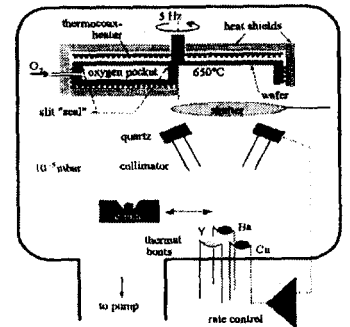 5 Hz
thermocoax-
heater
heat shields
O₂
oxygen pocket
650°C
wafer
slit "seal"
shutter
quartz
10⁻⁵ mbar
collimator
Ba
Y
Cu
thermal
boats
to pump
rate control